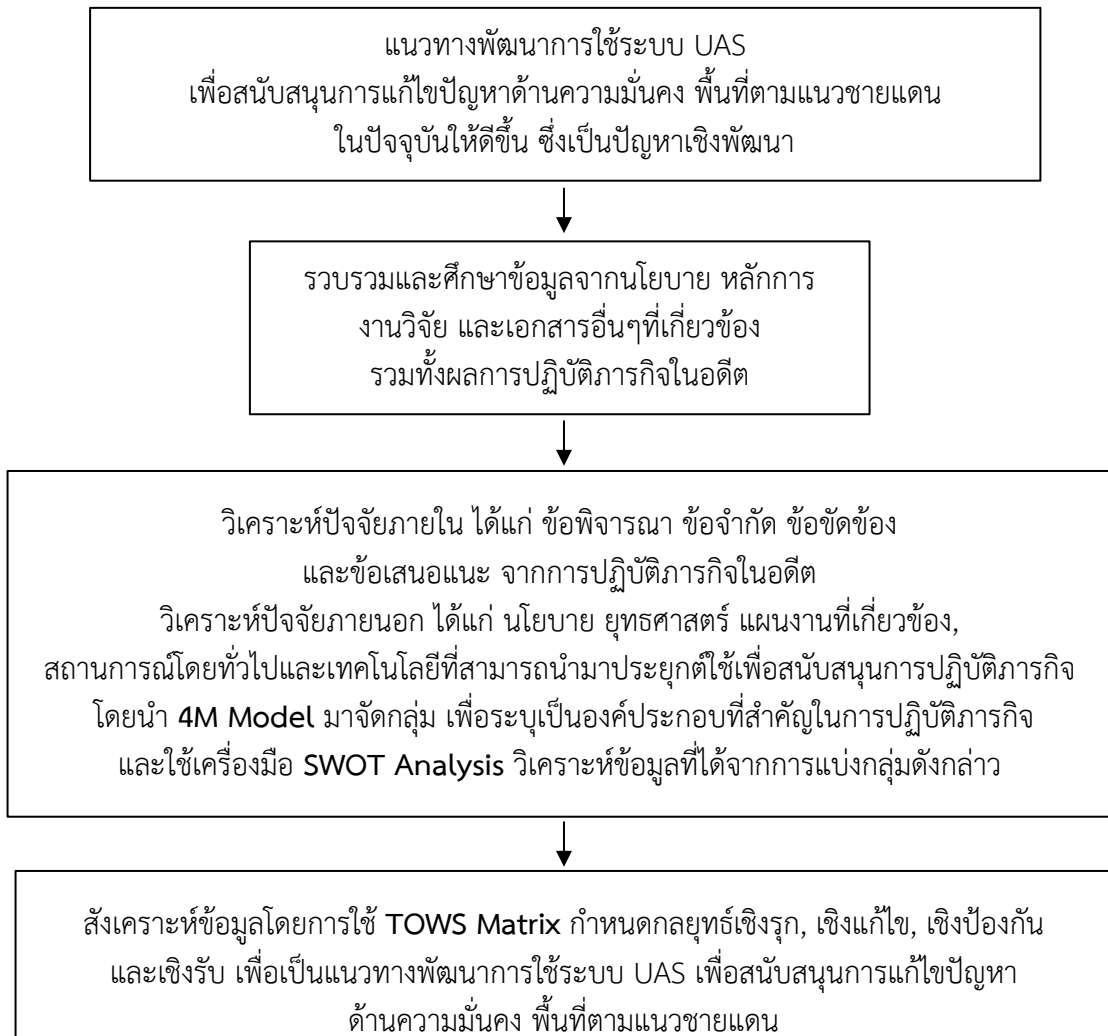 แนวทางพัฒนาการใช้ระบบ UAS
เพื่อสนับสนุนการแก้ไขปัญหาด้านความมั่นคง พื้นที่ตามแนวชายแดน
ในปัจจุบันให้ดีขึ้น ซึ่งเป็นปัญหาเชิงพัฒนา
รวบรวมและศึกษาข้อมูลจากนโยบาย หลักการ
งานวิจัย และเอกสารอื่นๆที่เกี่ยวข้อง
รวมทั้งผลการปฏิบัติภารกิจในอดีต
วิเคราะห์ปัจจัยภายใน ได้แก่ ข้อพิจารณา ข้อจำกัด ข้อขัดข้อง
และข้อเสนอแนะ จากการปฏิบัติภารกิจในอดีต
วิเคราะห์ปัจจัยภายนอก ได้แก่ นโยบาย ยุทธศาสตร์ แผนงานที่เกี่ยวข้อง,
สถานการณ์โดยทั่วไปและเทคโนโลยีที่สามารถนำมาประยุกต์ใช้เพื่อสนับสนุนการปฏิบัติภารกิจ
โดยนำ 4M Model มาจัดกลุ่ม เพื่อระบุเป็นองค์ประกอบที่สำคัญในการปฏิบัติภารกิจ
และใช้เครื่องมือ SWOT Analysis วิเคราะห์ข้อมูลที่ได้จากการแบ่งกลุ่มดังกล่าว
สังเคราะห์ข้อมูลโดยการใช้ TOWS Matrix กำหนดกลยุทธ์เชิงรุก, เชิงแก้ไข, เชิงป้องกัน
และเชิงรับ เพื่อเป็นแนวทางพัฒนาการใช้ระบบ UAS เพื่อสนับสนุนการแก้ไขปัญหา
ด้านความมั่นคง พื้นที่ตามแนวชายแดน